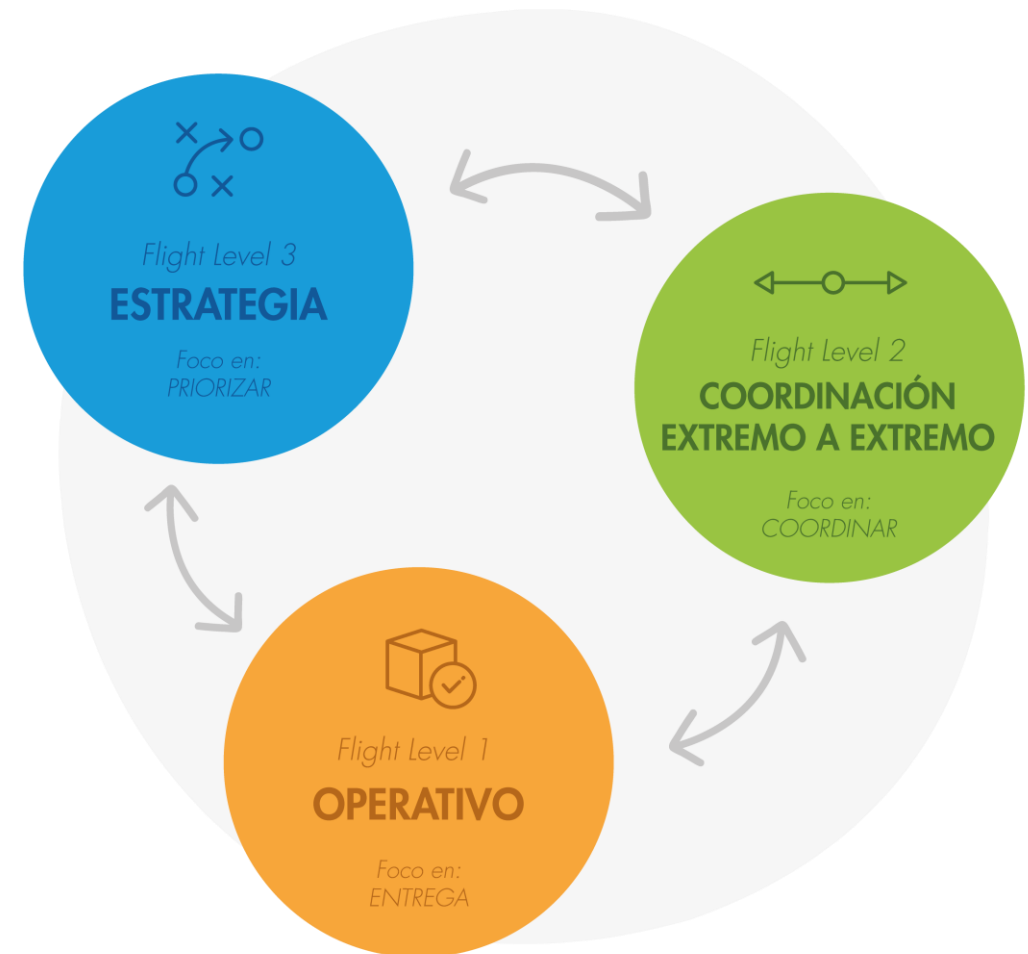 Flight Level 3
ESTRATEGIA
Foco en:
PRIORIZAR
Flight Level 2
COORDINACIÓN
EXTREMO A EXTREMO
Foco en:
COORDINAR
Flight Level 1
OPERATIVO
Foco en:
ENTREGA